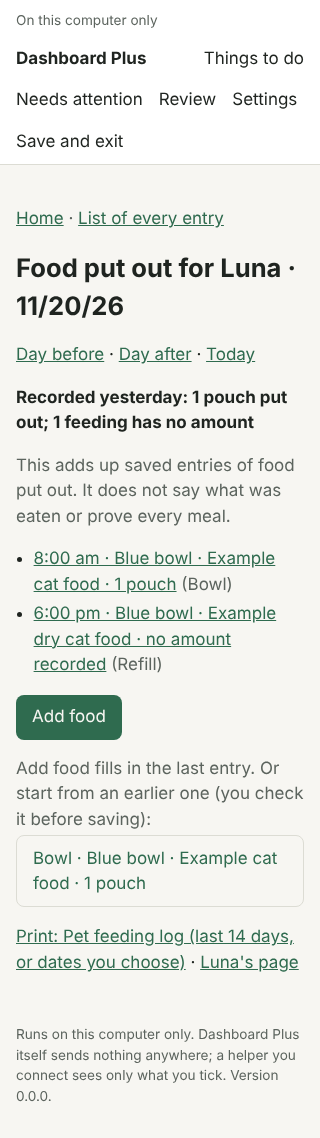 On this computer only
Dashboard Plus
Things to do
Needs attention Review Settings
Save and exit
Home · List of every entry
Food put out for Luna ·
11/20/26
Day before · Day after · Today
Recorded yesterday: 1 pouch put
out; 1 feeding has no amount
This adds up saved entries of food
put out. It does not say what was
eaten or prove every meal.
• 8:00 am · Blue bowl · Example
cat food · 1 pouch (Bowl)
• 6:00 pm · Blue bowl · Example
dry cat food · no amount
recorded (Refill)
Add food
Add food fills in the last entry. Or
start from an earlier one (you check
it before saving):
Bowl · Blue bowl · Example cat
food · 1 pouch
Print: Pet feeding log (last 14 days,
or dates you choose) · Luna's page
Runs on this computer only. Dashboard Plus
itself sends nothing anywhere; a helper you
connect sees only what you tick. Version
0.0.0.